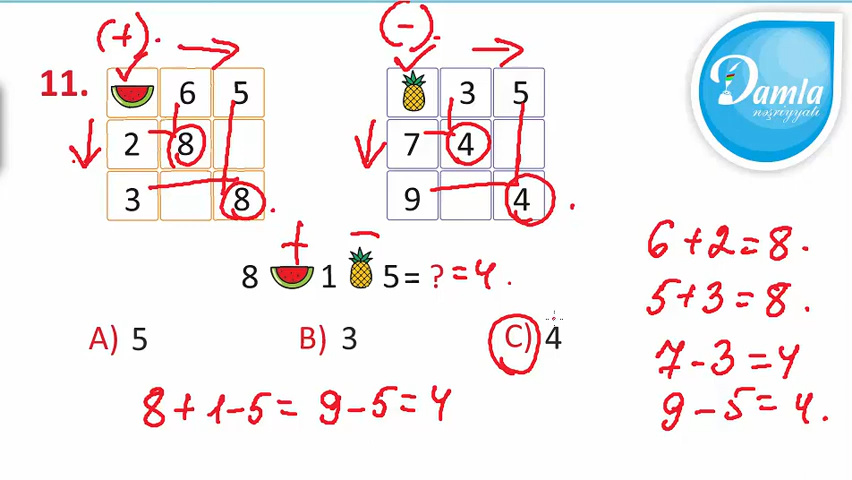 (+).
(-).
11.
6 5
2 8
3 8.
3 5
7 4
9 4.
Damla
nəşriyyatı
+ −
8 1 5 = ? = 4.
A) 5 B) 3 C) 4
8 + 1 - 5 = 9 - 5 = 4
6 + 2 = 8.
5 + 3 = 8.
7 - 3 = 4
9 - 5 = 4.